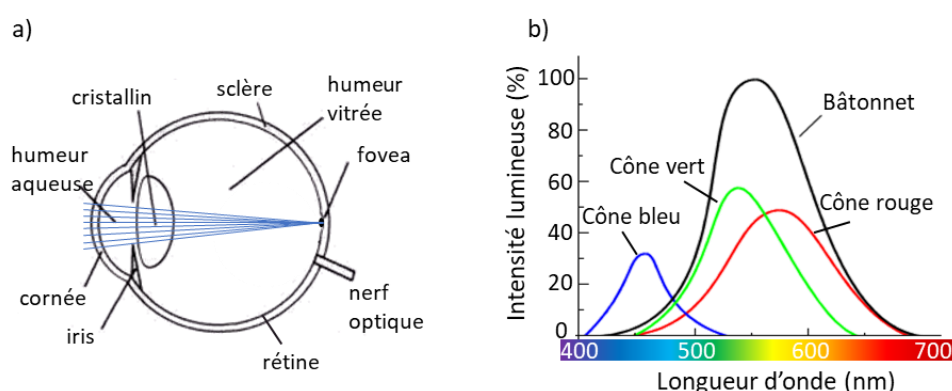 a)
cristallin
sclère
humeur
vitrée
humeur
aqueuse
fovea
cornée
iris
rétine
nerf
optique
b)
Intensité lumineuse (%)
100
80
60
40
20
0
Bâtonnet
Cône vert
Cône rouge
Cône bleu
400
500
600
700
Longueur d'onde (nm)